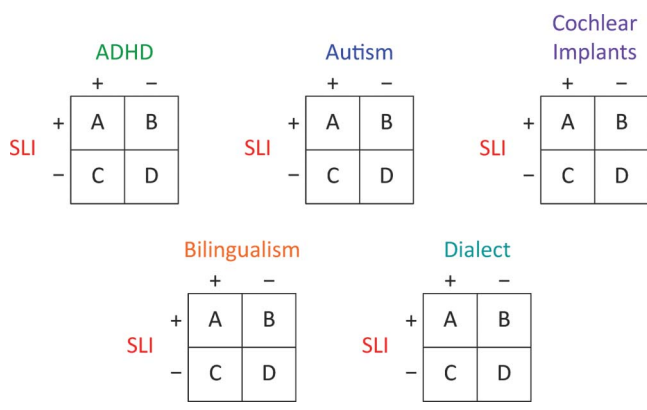 Cochlear
ADHD Autism Implants
+ − + − + −
+ A B + A B + A B
SLI SLI SLI
− C D − C D − C D
Bilingualism Dialect
+ − + −
+ A B + A B
SLI SLI
− C D − C D